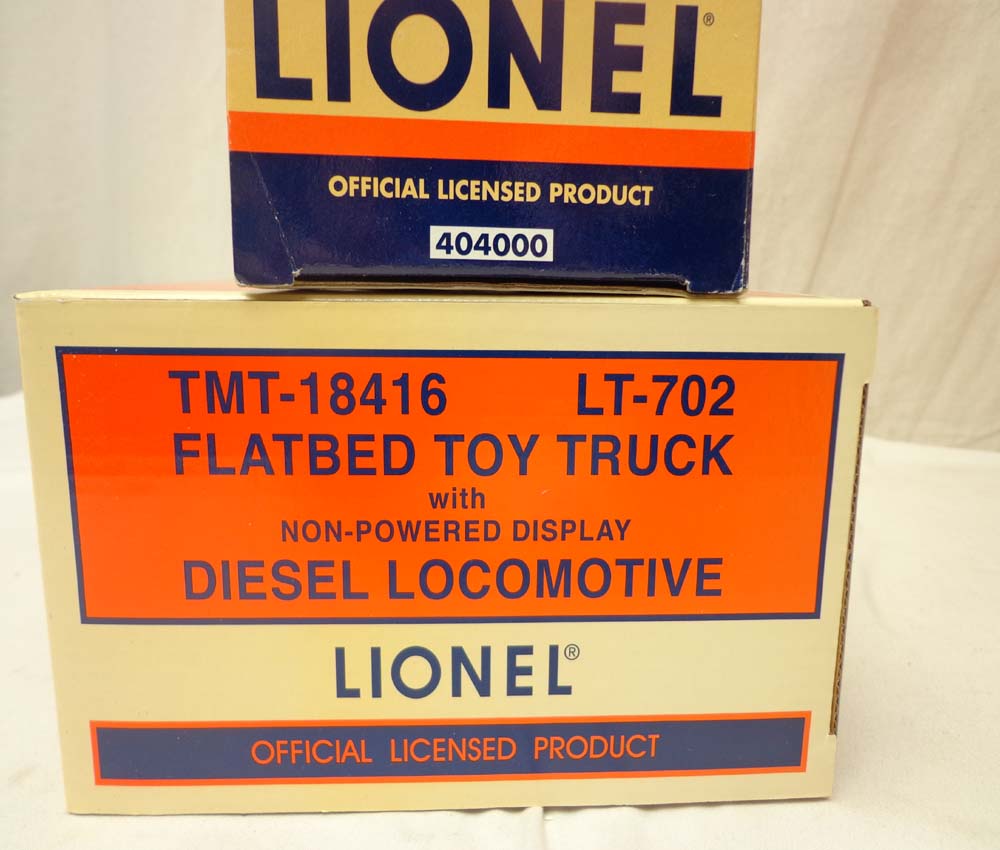 LIONEL®
OFFICIAL LICENSED PRODUCT
404000
TMT-18416 LT-702
FLATBED TOY TRUCK
with
NON-POWERED DISPLAY
DIESEL LOCOMOTIVE
LIONEL®
OFFICIAL LICENSED PRODUCT